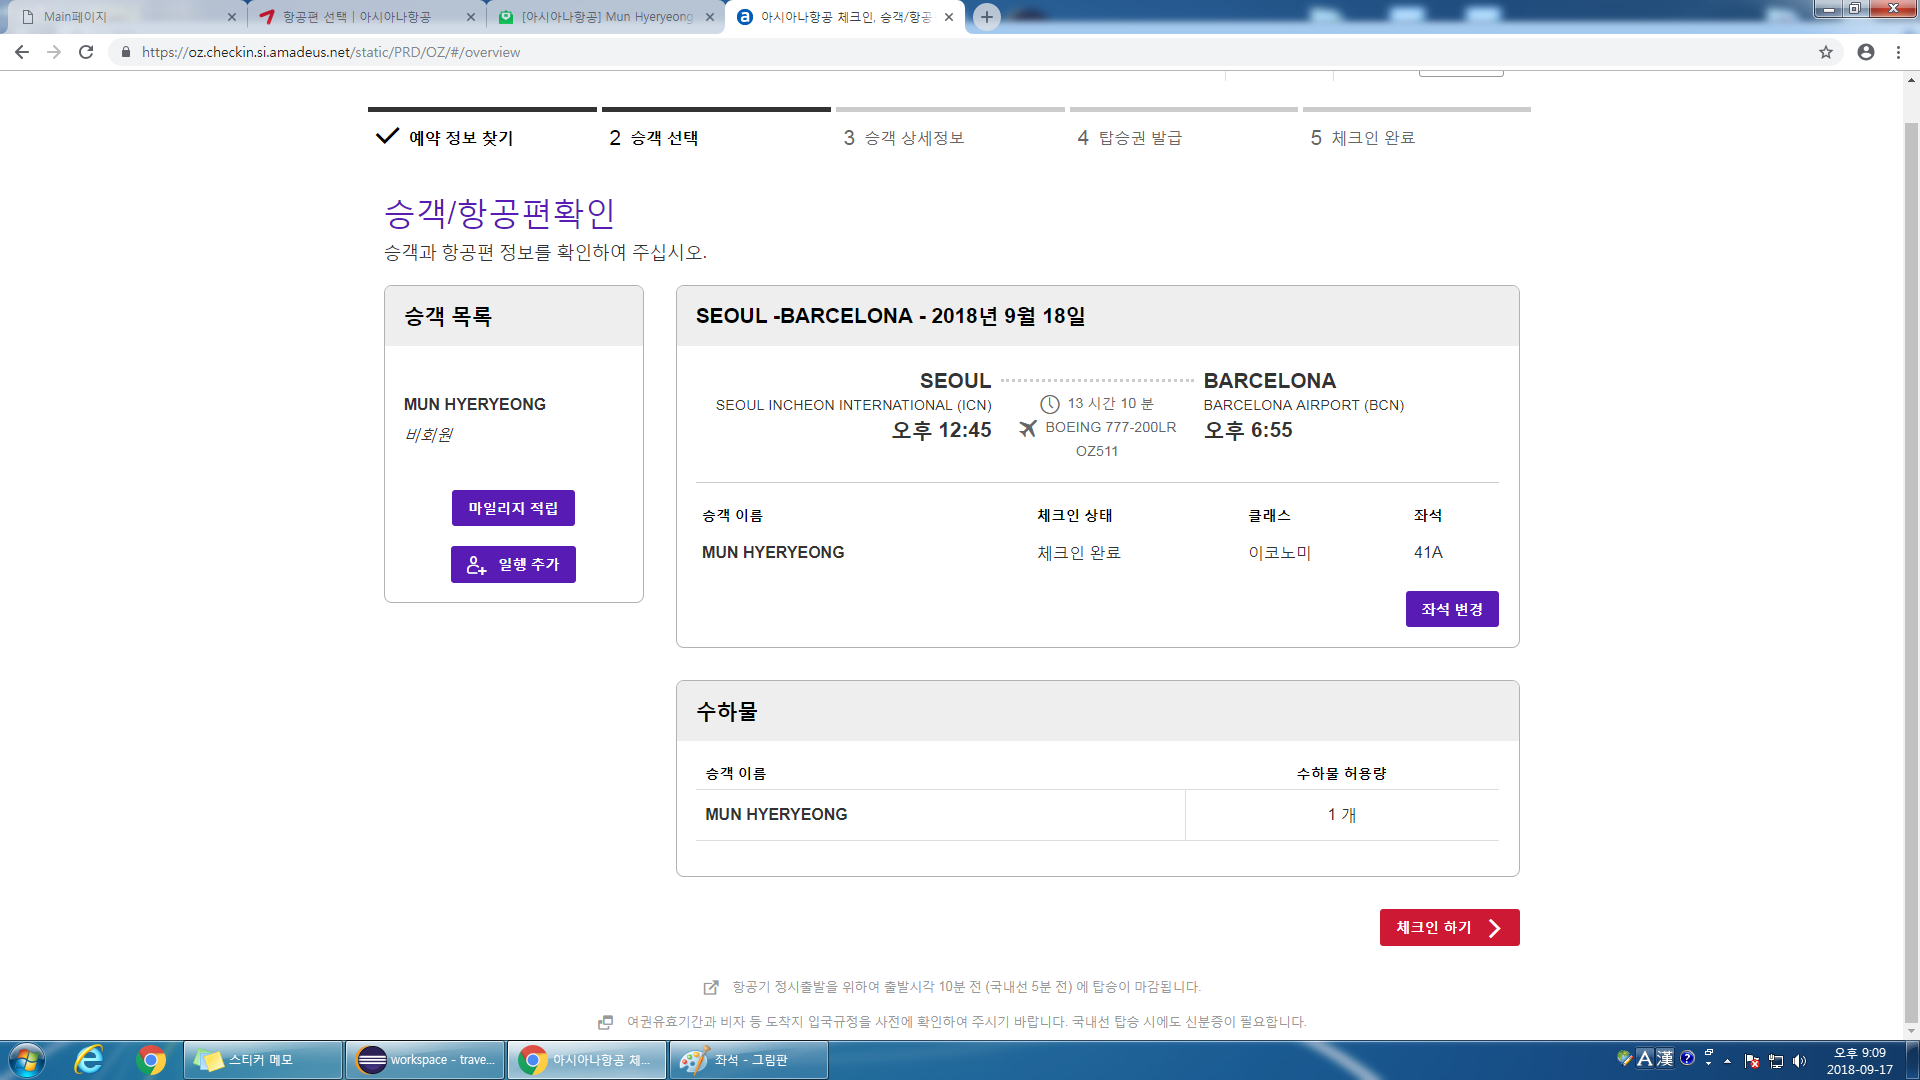 Main페이지
항공편 선택 | 아시아나항공
[아시아나항공] Mun Hyeryeong
아시아나항공 체크인, 승객/항공
https://oz.checkin.si.amadeus.net/static/PRD/OZ/#/overview
예약 정보 찾기
2 승객 선택
3 승객 상세정보
4 탑승권 발급
5 체크인 완료
승객/항공편확인
승객과 항공편 정보를 확인하여 주십시오.
승객 목록
MUN HYERYEONG
비회원
마일리지 적립
일행 추가
SEOUL -BARCELONA - 2018년 9월 18일
SEOUL
SEOUL INCHEON INTERNATIONAL (ICN)
오후 12:45
13 시간 10 분
BOEING 777-200LR
OZ511
BARCELONA
BARCELONA AIRPORT (BCN)
오후 6:55
승객 이름 체크인 상태 클래스 좌석
MUN HYERYEONG 체크인 완료 이코노미 41A
좌석 변경
수하물
승객 이름 수하물 허용량
MUN HYERYEONG 1 개
체크인 하기
항공기 정시출발을 위하여 출발시각 10분 전 (국내선 5분 전) 에 탑승이 마감됩니다.
여권유효기간과 비자 등 도착지 입국규정을 사전에 확인하여 주시기 바랍니다. 국내선 탑승 시에도 신분증이 필요합니다.
스티커 메모
workspace - trave...
아시아나항공 체...
좌석 - 그림판
A 漢
오후 9:09
2018-09-17